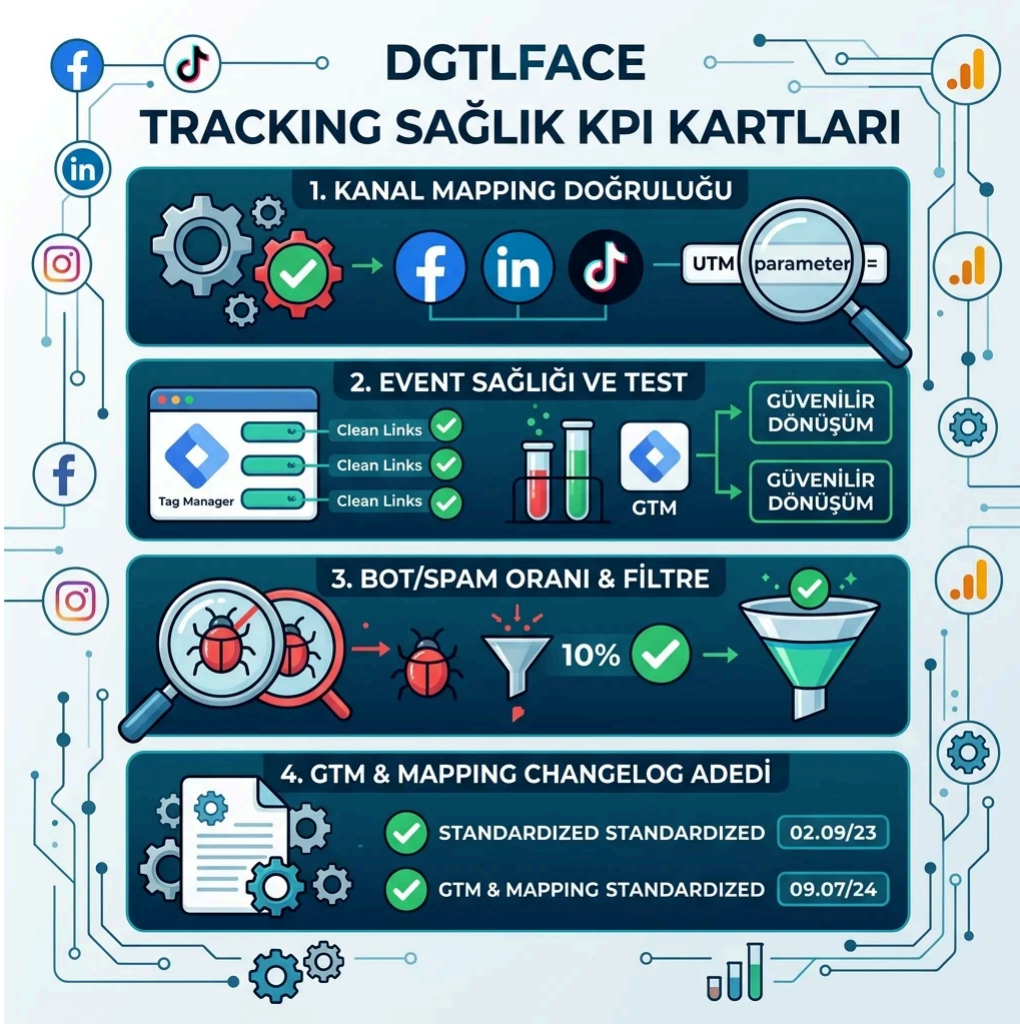 DGTLFACE
TRACKING SAĞLIK KPI KARTLARI
1. KANAL MAPPING DOĞRULUĞU
UTM parameter =
2. EVENT SAĞLIĞI VE TEST
Tag Manager
Clean Links
Clean Links
Clean Links
GTM
GÜVENİLİR
DÖNÜŞÜM
GÜVENİLİR
DÖNÜŞÜM
3. BOT/SPAM ORANI & FİLTRE
10%
4. GTM & MAPPING CHANGELOG ADEDİ
STANDARDIZED STANDARDIZED 02.09/23
GTM & MAPPING STANDARDIZED 09.07/24